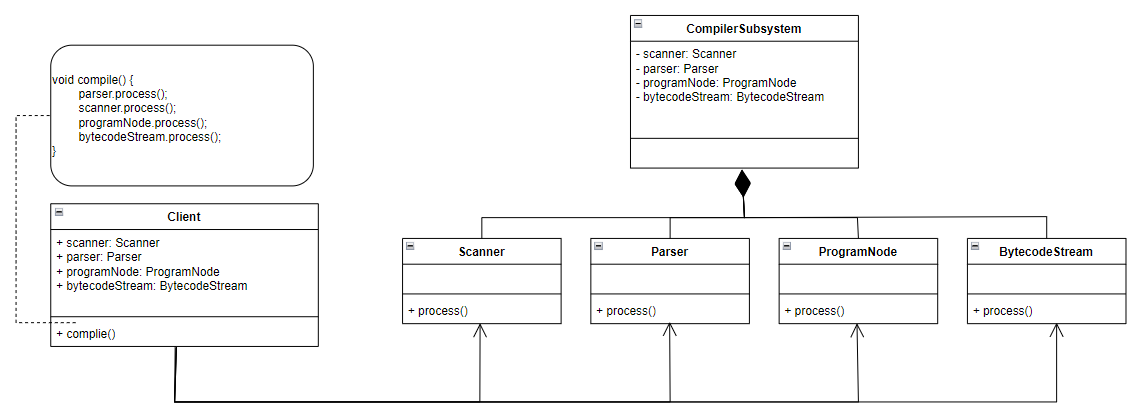 void compile() {
parser.process();
scanner.process();
programNode.process();
bytecodeStream.process();
}
Client
+ scanner: Scanner
+ parser: Parser
+ programNode: ProgramNode
+ bytecodeStream: BytecodeStream
+ complie()
CompilerSubsystem
- scanner: Scanner
- parser: Parser
- programNode: ProgramNode
- bytecodeStream: BytecodeStream
Scanner
+ process()
Parser
+ process()
ProgramNode
+ process()
BytecodeStream
+ process()